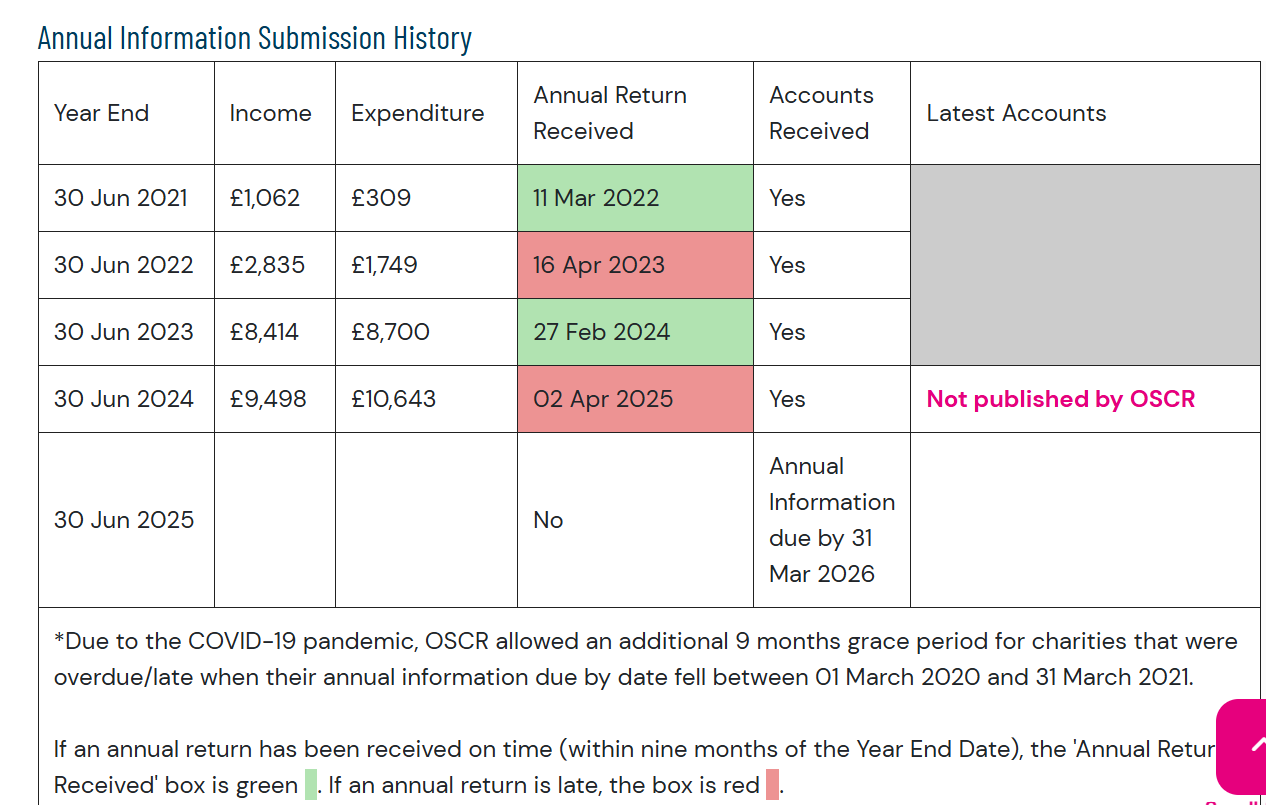 Annual Information Submission History
Year End
Income
Expenditure
Annual Return
Received
Accounts
Received
Latest Accounts
30 Jun 2021
£1,062
£309
11 Mar 2022
Yes
30 Jun 2022
£2,835
£1,749
16 Apr 2023
Yes
30 Jun 2023
£8,414
£8,700
27 Feb 2024
Yes
30 Jun 2024
£9,498
£10,643
02 Apr 2025
Yes
Not published by OSCR
30 Jun 2025
No
Annual
Information
due by 31
Mar 2026
*Due to the COVID-19 pandemic, OSCR allowed an additional 9 months grace period for charities that were
overdue/late when their annual information due by date fell between 01 March 2020 and 31 March 2021.
If an annual return has been received on time (within nine months of the Year End Date), the 'Annual Retur
Received' box is green . If an annual return is late, the box is red .